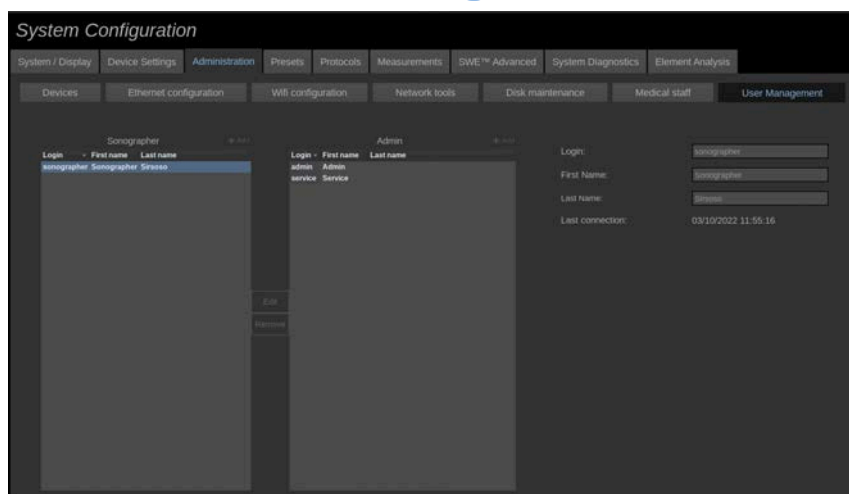 System Configuration
System / Display Device Settings Administration Presets Protocols Measurements SWE™ Advanced System Diagnostics Element Analysis
Devices Ethernet configuration Wifi configuration Network tools Disk maintenance Medical staff User Management
Sonographer
Login First name Last name
sonographer Sonographer Sirsoso
Admin
Login First name Last name
admin Admin
service Service
Edit
Remove
Login: sonographer
First Name: Sonographer
Last Name: Sirsoso
Last connection: 03/10/2022 11:55:16